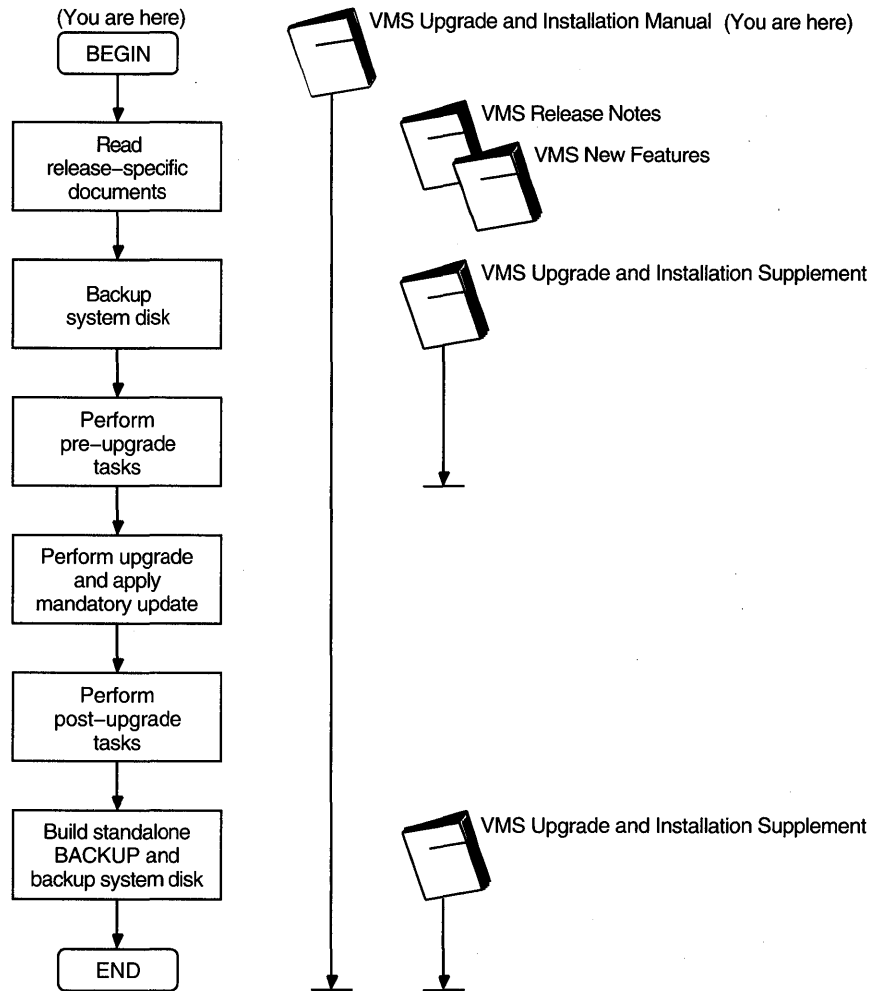 (You are here)
BEGIN
Read
release–specific
documents
Backup
system disk
Perform
pre–upgrade
tasks
Perform upgrade
and apply
mandatory update
Perform
post–upgrade
tasks
Build standalone
BACKUP and
backup system disk
END
VMS Upgrade and Installation Manual (You are here)
VMS Release Notes
VMS New Features
VMS Upgrade and Installation Supplement
VMS Upgrade and Installation Supplement